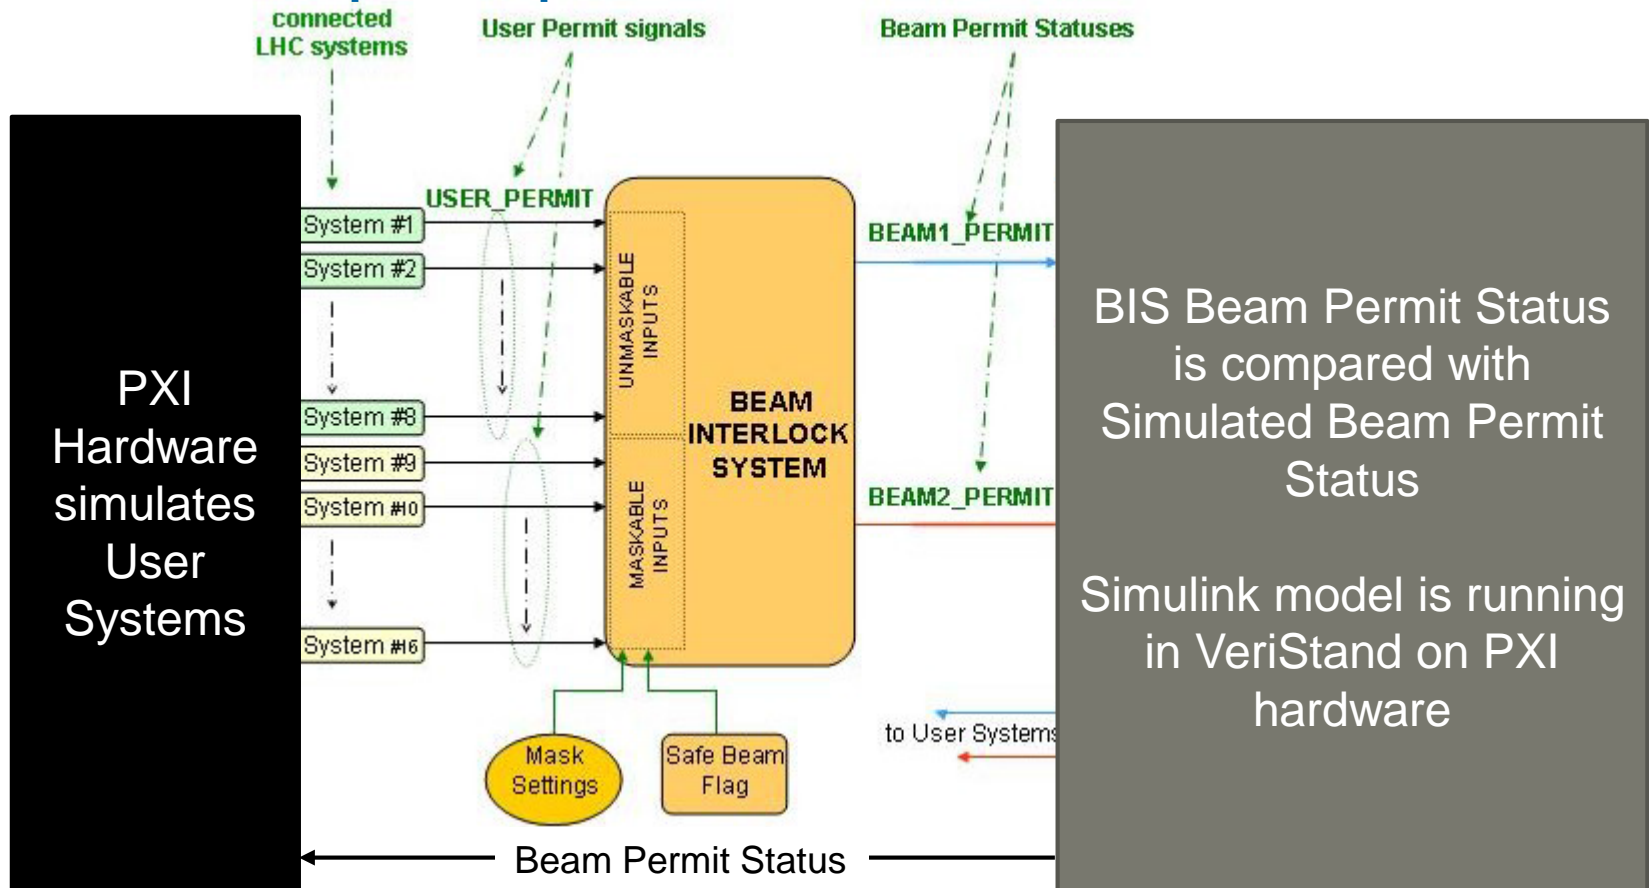 connected
LHC systems
User Permit signals
Beam Permit Statuses
PXI
Hardware
simulates
User
Systems
USER_PERMIT
System #1
System #2
System #8
System #9
System #10
System #16
UNMASKABLE
INPUTS
MASKABLE
INPUTS
BEAM
INTERLOCK
SYSTEM
BEAM1_PERMIT
BEAM2_PERMIT
BIS Beam Permit Status
is compared with
Simulated Beam Permit
Status
Simulink model is running
in VeriStand on PXI
hardware
to User Systems
Mask
Settings
Safe Beam
Flag
Beam Permit Status